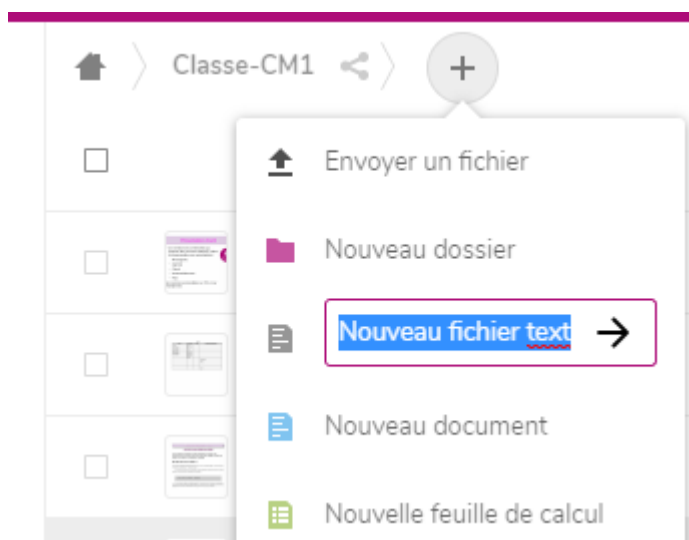 Classe-CM1
Envoyer un fichier
Nouveau dossier
Nouveau fichier text
Nouveau document
Nouvelle feuille de calcul